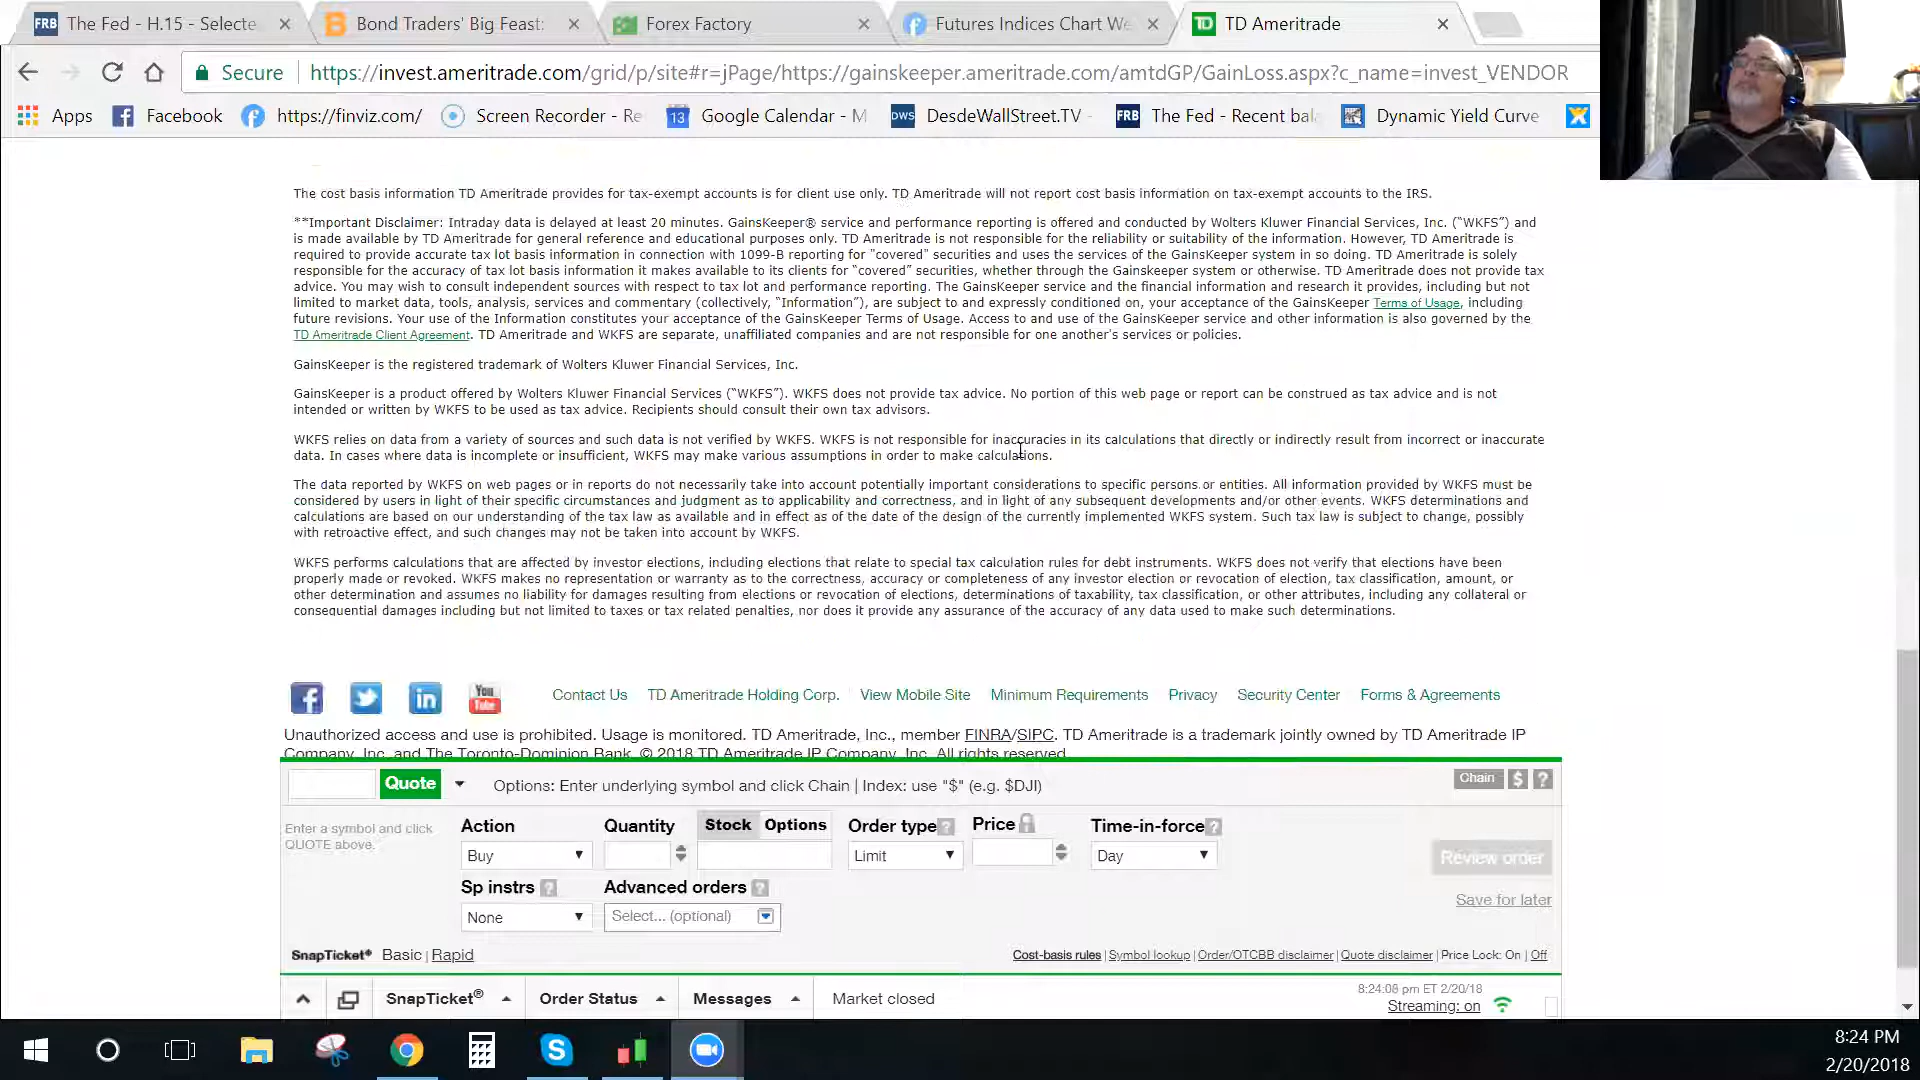 FRB The Fed - H.15 - Selecte
Bond Traders' Big Feast:
Forex Factory
Futures Indices Chart We
TD TD Ameritrade
Secure https://invest.ameritrade.com/grid/p/site#r=jPage/https://gainskeeper.ameritrade.com/amtdGP/GainLoss.aspx?c_name=invest_VENDOR
Apps Facebook https://finviz.com/ Screen Recorder - Re 13 Google Calendar - M DWS DesdeWallStreet.TV - FRB The Fed - Recent bala Dynamic Yield Curve
The cost basis information TD Ameritrade provides for tax-exempt accounts is for client use only. TD Ameritrade will not report cost basis information on tax-exempt accounts to the IRS.
**Important Disclaimer: Intraday data is delayed at least 20 minutes. GainsKeeper® service and performance reporting is offered and conducted by Wolters Kluwer Financial Services, Inc. (“WKFS”) and
is made available by TD Ameritrade for general reference and educational purposes only. TD Ameritrade is not responsible for the reliability or suitability of the information. However, TD Ameritrade is
required to provide accurate tax lot basis information in connection with 1099-B reporting for "covered” securities and uses the services of the GainsKeeper system in so doing. TD Ameritrade is solely
responsible for the accuracy of tax lot basis information it makes available to its clients for “covered” securities, whether through the Gainskeeper system or otherwise. TD Ameritrade does not provide tax
advice. You may wish to consult independent sources with respect to tax lot and performance reporting. The GainsKeeper service and the financial information and research it provides, including but not
limited to market data, tools, analysis, services and commentary (collectively, “Information”), are subject to and expressly conditioned on, your acceptance of the GainsKeeper Terms of Usage, including
future revisions. Your use of the Information constitutes your acceptance of the GainsKeeper Terms of Usage. Access to and use of the GainsKeeper service and other information is also governed by the
TD Ameritrade Client Agreement. TD Ameritrade and WKFS are separate, unaffiliated companies and are not responsible for one another's services or policies.
GainsKeeper is the registered trademark of Wolters Kluwer Financial Services, Inc.
GainsKeeper is a product offered by Wolters Kluwer Financial Services (“WKFS”). WKFS does not provide tax advice. No portion of this web page or report can be construed as tax advice and is not
intended or written by WKFS to be used as tax advice. Recipients should consult their own tax advisors.
WKFS relies on data from a variety of sources and such data is not verified by WKFS. WKFS is not responsible for inaccuracies in its calculations that directly or indirectly result from incorrect or inaccurate
data. In cases where data is incomplete or insufficient, WKFS may make various assumptions in order to make calculations.
The data reported by WKFS on web pages or in reports do not necessarily take into account potentially important considerations to specific persons or entities. All information provided by WKFS must be
considered by users in light of their specific circumstances and judgment as to applicability and correctness, and in light of any subsequent developments and/or other events. WKFS determinations and
calculations are based on our understanding of the tax law as available and in effect as of the date of the design of the currently implemented WKFS system. Such tax law is subject to change, possibly
with retroactive effect, and such changes may not be taken into account by WKFS.
WKFS performs calculations that are affected by investor elections, including elections that relate to special tax calculation rules for debt instruments. WKFS does not verify that elections have been
properly made or revoked. WKFS makes no representation or warranty as to the correctness, accuracy or completeness of any investor election or revocation of election, tax classification, amount, or
other determination and assumes no liability for damages resulting from elections or revocation of elections, determinations of taxability, tax classification, or other attributes, including any collateral or
consequential damages including but not limited to taxes or tax related penalties, nor does it provide any assurance of the accuracy of any data used to make such determinations.
You Tube
Contact Us TD Ameritrade Holding Corp. View Mobile Site Minimum Requirements Privacy Security Center Forms & Agreements
Unauthorized access and use is prohibited. Usage is monitored. TD Ameritrade, Inc., member FINRA/SIPC. TD Ameritrade is a trademark jointly owned by TD Ameritrade IP
Company, Inc. and The Toronto-Dominion Bank. © 2018 TD Ameritrade IP Company, Inc. All rights reserved
Quote Options: Enter underlying symbol and click Chain | Index: use "$" (e.g. $DJI) Chain $ ?
Enter a symbol and click
QUOTE above.
Action Quantity Stock Options Order type ? Price Time-in-force ?
Buy Limit Day Review order
Sp instrs ? Advanced orders ? Save for later
None Select... (optional)
SnapTicket® Basic | Rapid Cost-basis rules | Symbol lookup | Order/OTCBB disclaimer | Quote disclaimer | Price Lock: On | Off
SnapTicket® Order Status Messages Market closed
8:24:08 pm ET 2/20/18
Streaming: on
8:24 PM
2/20/2018